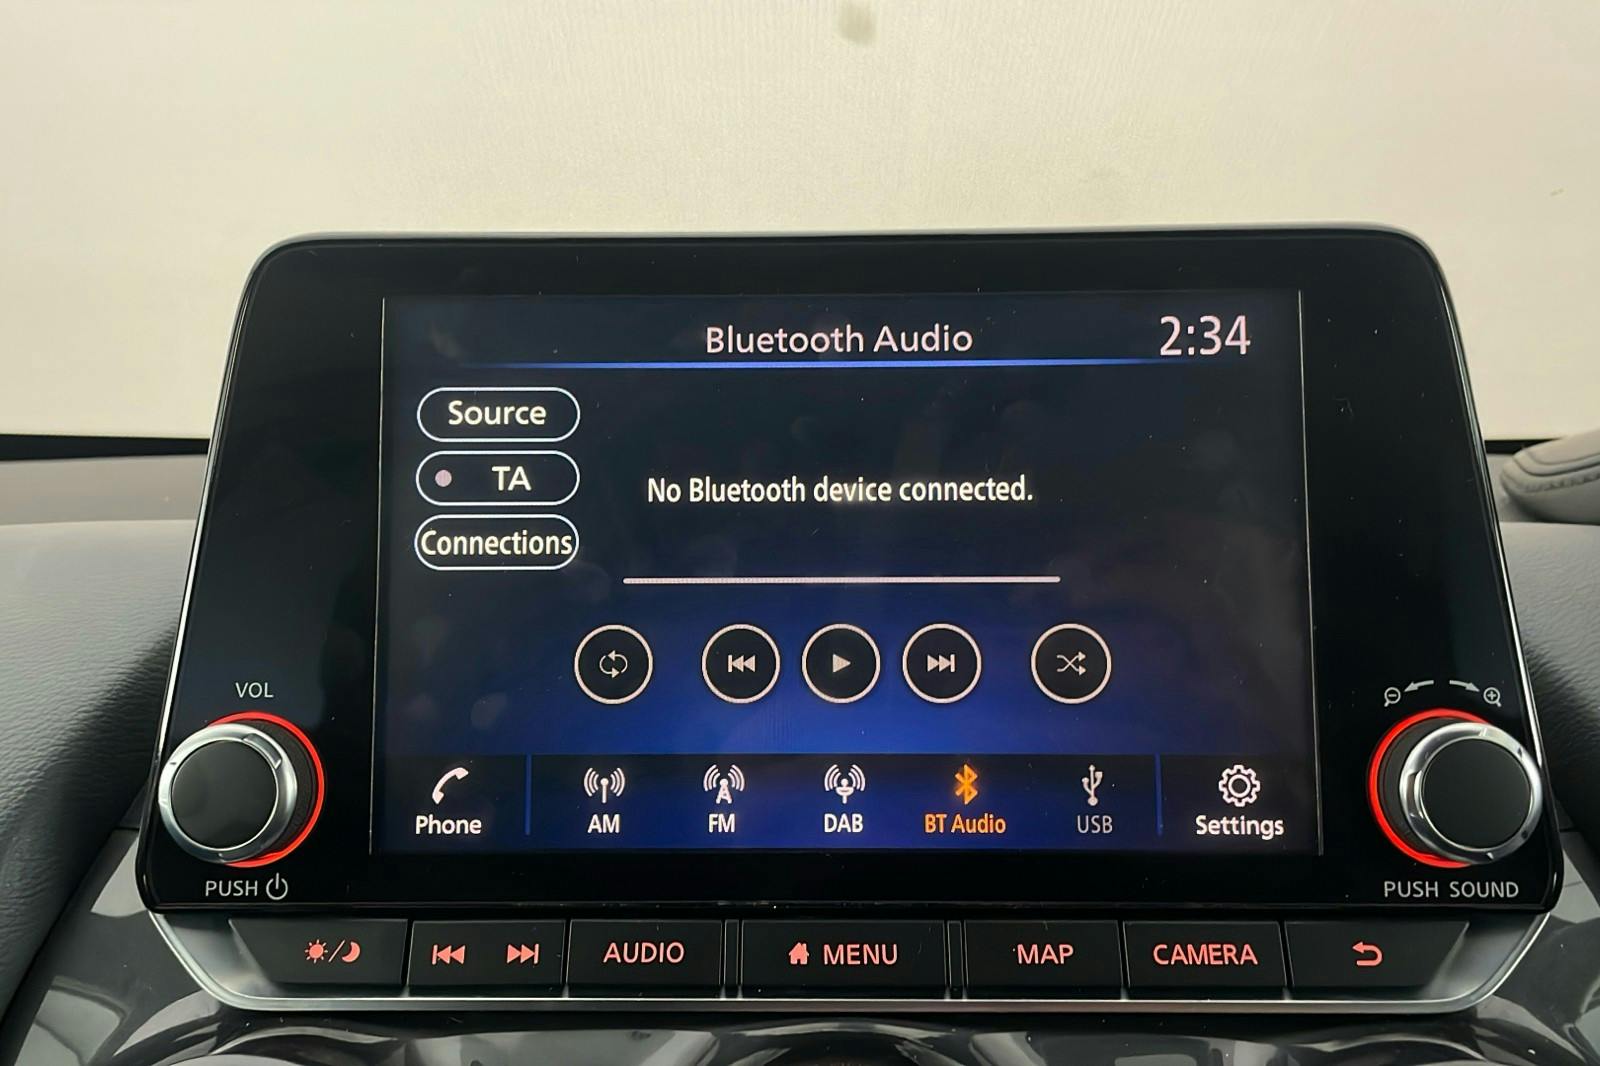 Bluetooth Audio
2:34
Source
TA
No Bluetooth device connected.
Connections
VOL
Phone
AM
FM
DAB
BT Audio
USB
Settings
PUSH
PUSH SOUND
AUDIO
MENU
MAP
CAMERA